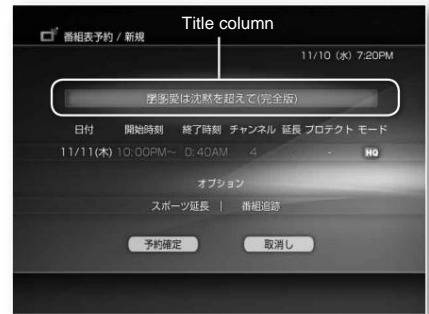 Title column
番組表予約 / 新規
11/10 (水) 7:20PM
愛は沈黙を超えて(完全版)
日付 開始時刻 終了時刻 チャンネル 延長 プロテクト モード
11/11(木) 10:00PM~ 0:40AM 4 - HQ
オプション
スポーツ延長 | 番組追跡
予約確定 取消し